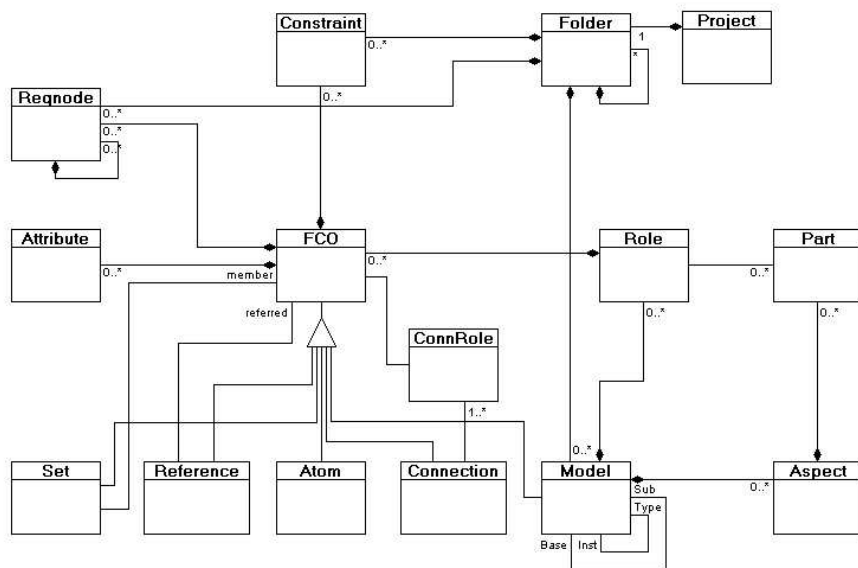 Constraint
Folder
Project
0..*
1
*
Reqnode
0..*
0..*
0..*
0..*
Attribute
FCO
Role
Part
0..*
member
0..*
0..*
referred
0..*
0..*
ConnRole
1..*
0..*
Set
Reference
Atom
Connection
Model
Aspect
Sub
0..*
Type
Base
Inst